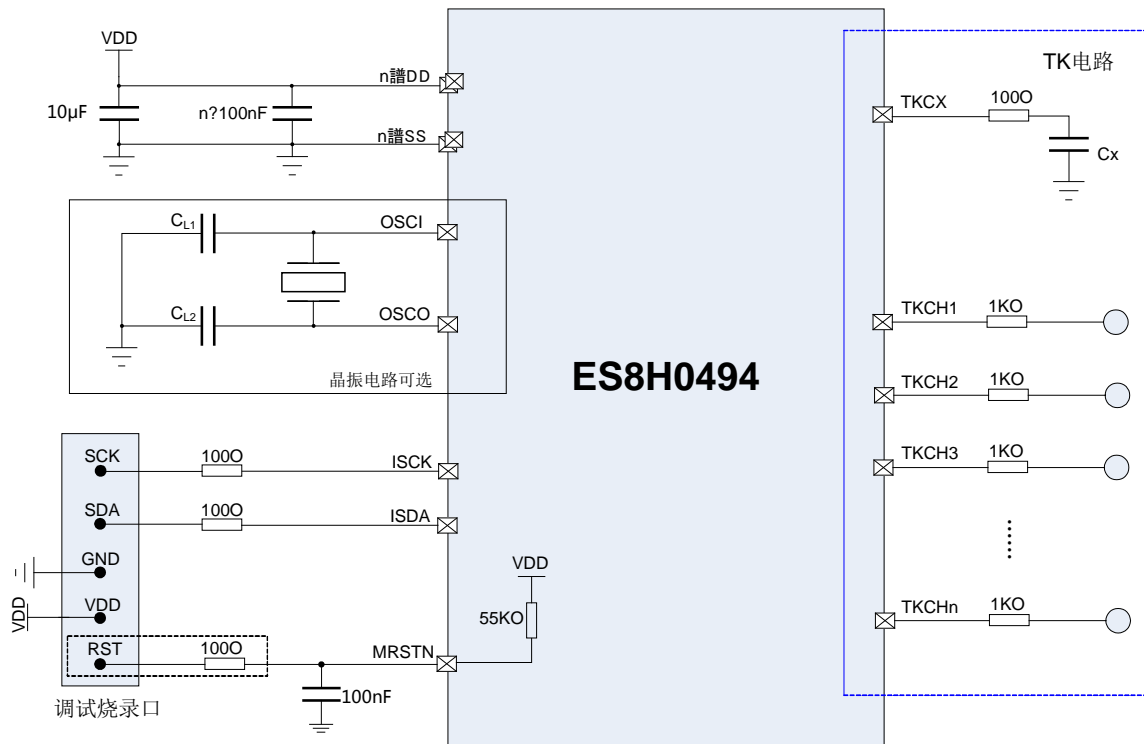 VDD
n譜DD
10µF
n?100nF
n譜SS
CL1
OSCI
CL2
OSCO
晶振电路可选
SCK
100O
ISCK
SDA
100O
ISDA
GND
VDD
VDD
RST
100O
MRSTN
100nF
调试烧录口
ES8H0494
VDD
55KO
TK电路
TKCX
100O
Cx
TKCH1
1KO
TKCH2
1KO
TKCH3
1KO
TKCHn
1KO